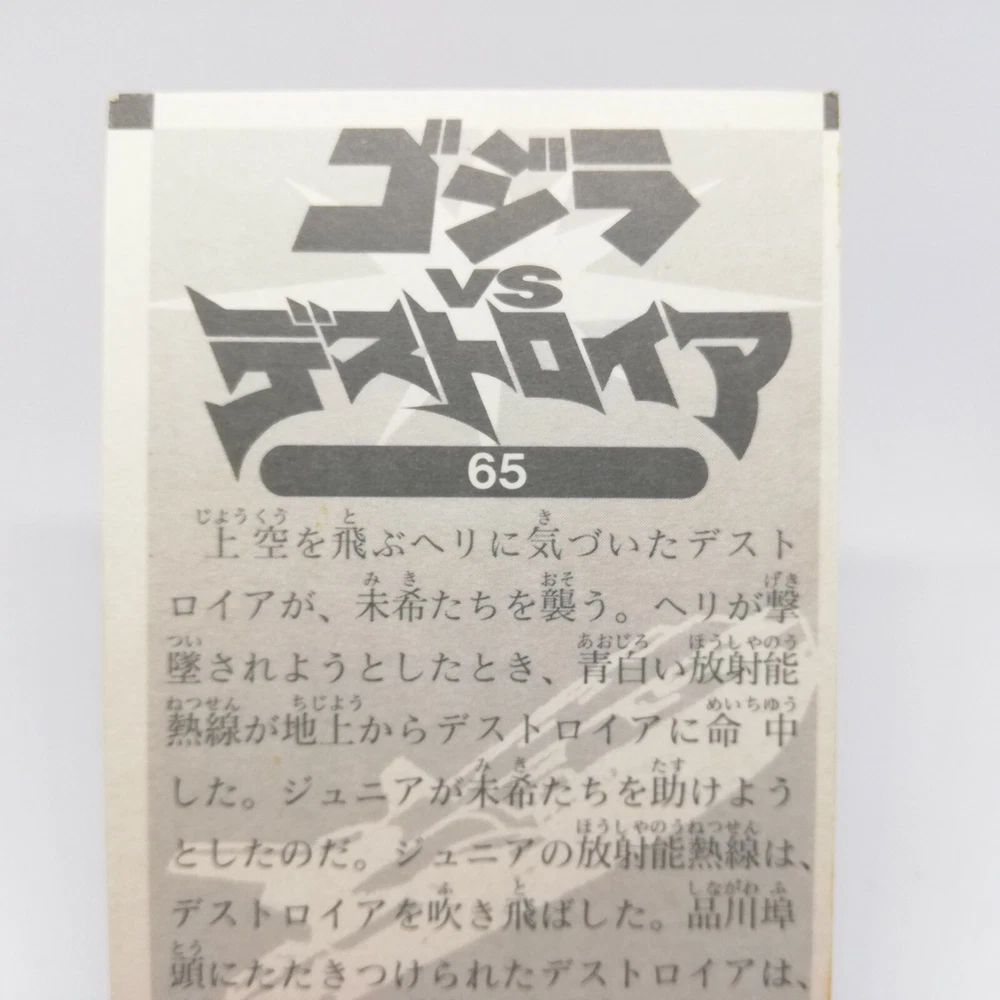 ゴジラ
VS
デストロイア
65
上空を飛ぶヘリに気づいたデスト
ロイアが、未希たちを襲う。ヘリが撃
墜されようとしたとき、青白い放射能
熱線が地上からデストロイアに命中
した。ジュニアが未希たちを助けよう
としたのだ。ジュニアの放射能熱線は、
デストロイアを吹き飛ばした。品川埠
頭にたたきつけられたデストロイアは、